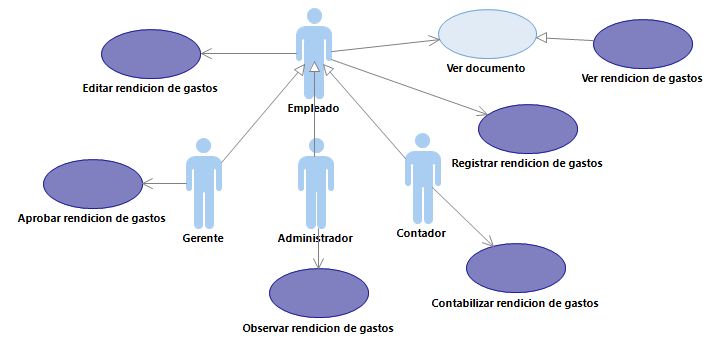 Ver documento
Ver rendicion de gastos
Editar rendicion de gastos
Empleado
Registrar rendicion de gastos
Aprobar rendicion de gastos
Gerente
Administrador
Contador
Contabilizar rendicion de gastos
Observar rendicion de gastos